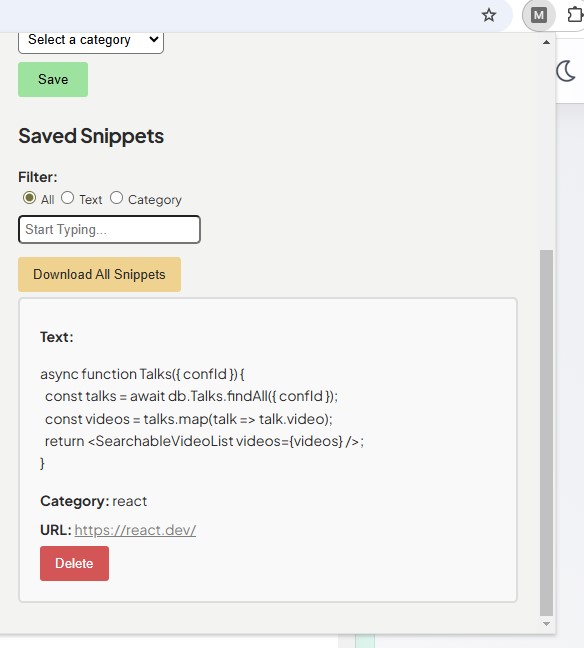 M
Select a category
Save
Saved Snippets
Filter:
All Text Category
Start Typing...
Download All Snippets
Text:
async function Talks({ confId }) {
const talks = await db.Talks.findAll({ confId });
const videos = talks.map(talk => talk.video);
return <SearchableVideoList videos={videos} />;
}
Category: react
URL: https://react.dev/
Delete